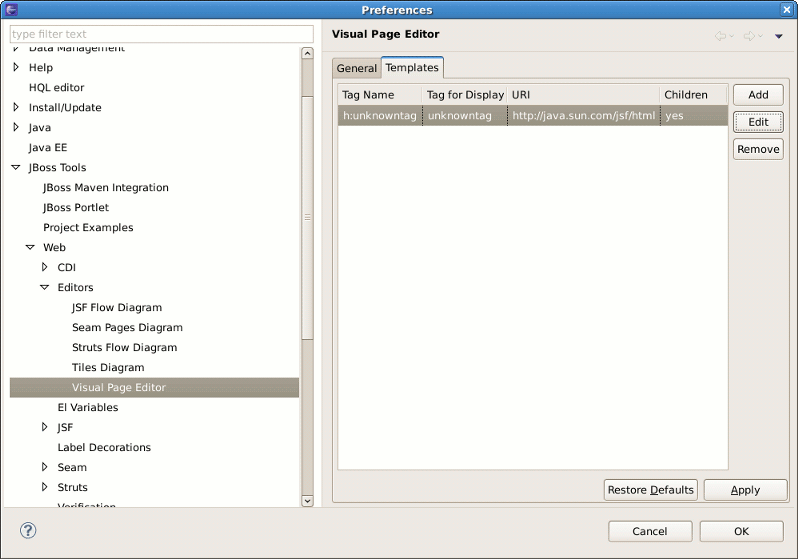 Preferences
type filter text
Data Management
Help
HQL editor
Install/Update
Java
Java EE
JBoss Tools
JBoss Maven Integration
JBoss Portlet
Project Examples
Web
CDI
Editors
JSF Flow Diagram
Seam Pages Diagram
Struts Flow Diagram
Tiles Diagram
Visual Page Editor
El Variables
JSF
Label Decorations
Seam
Struts
Verification
Visual Page Editor
General Templates
Tag Name Tag for Display URI Children
h:unknowntag unknowntag http://java.sun.com/jsf/html yes
Add
Edit
Remove
Restore Defaults Apply
? Cancel OK